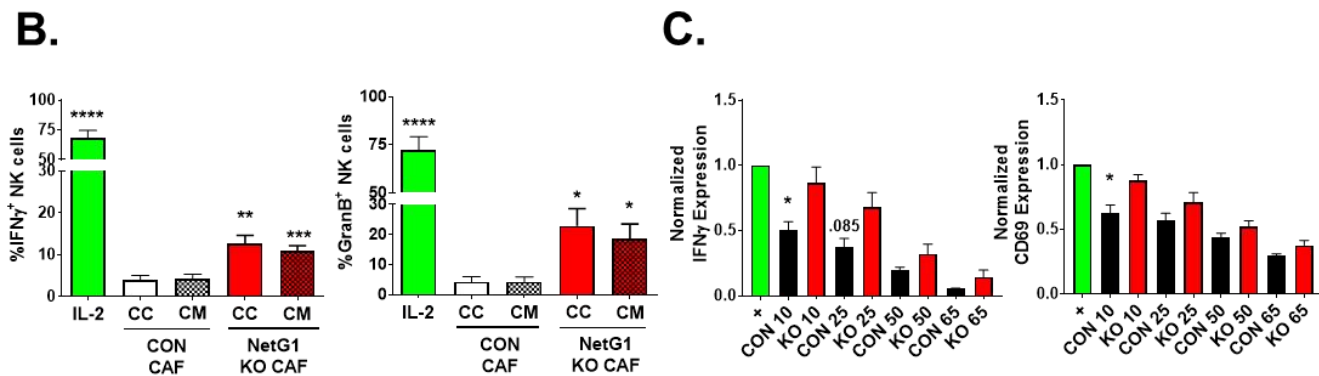 B.
%IFNγ⁺ NK cells
100
75
50
30
20
10
0
****
**
***
IL-2
CC
CM
CC
CM
CON
CAF
NetG1
KO CAF
%GranB⁺ NK cells
100
75
50
30
20
10
0
****
*
*
IL-2
CC
CM
CC
CM
CON
CAF
NetG1
KO CAF
C.
Normalized
IFNγ Expression
1.5
1.0
0.5
0.0
*
.085
+
CON 10
KO 10
CON 25
KO 25
CON 50
KO 50
CON 65
KO 65
Normalized
CD69 Expression
1.5
1.0
0.5
0.0
*
+
CON 10
KO 10
CON 25
KO 25
CON 50
KO 50
CON 65
KO 65